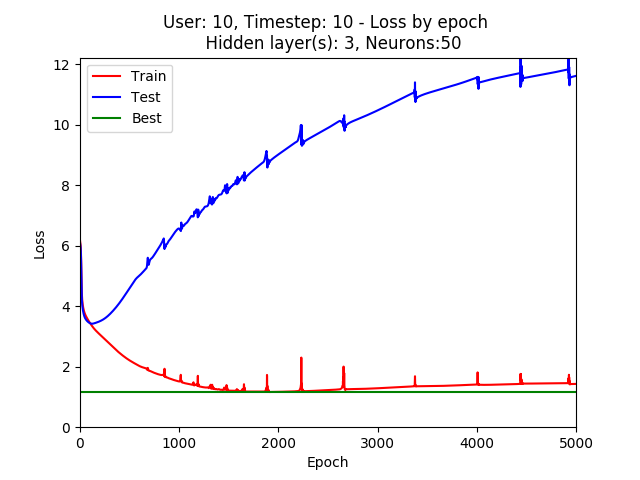 User: 10, Timestep: 10 - Loss by epoch
Hidden layer(s): 3, Neurons:50
12
10
8
6
4
2
0
Loss
Train
Test
Best
0 1000 2000 3000 4000 5000
Epoch